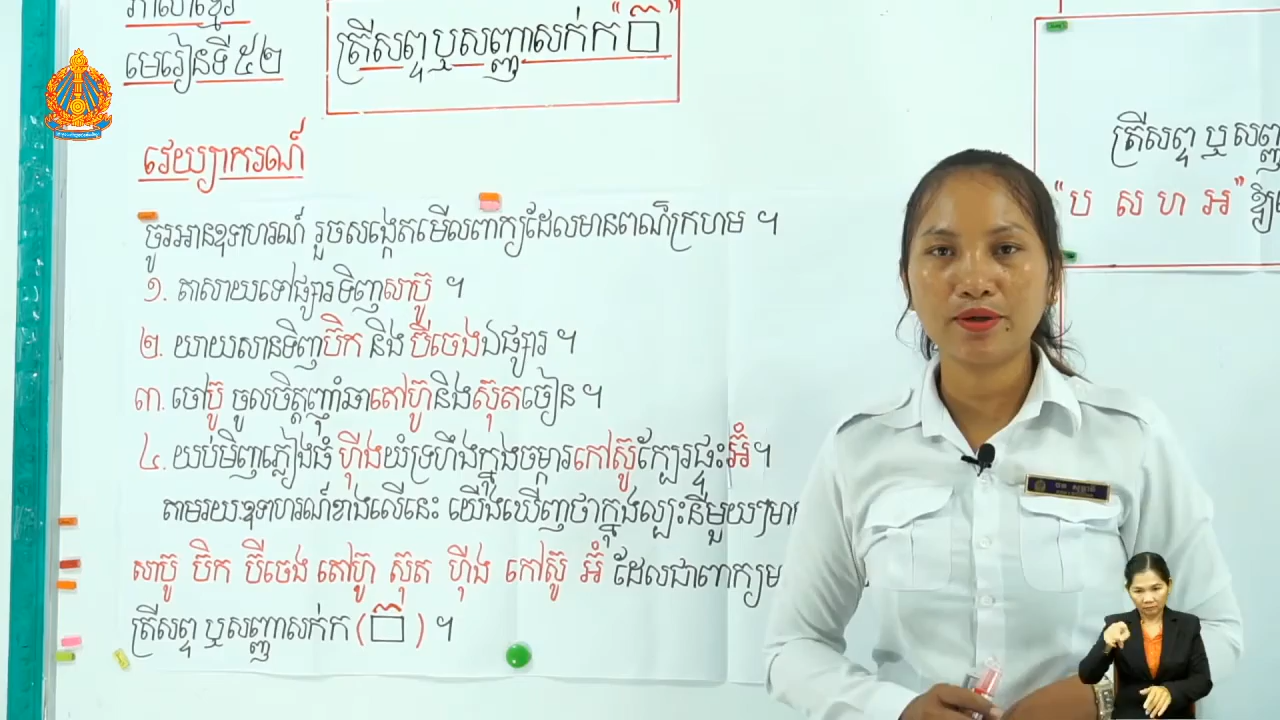 ភាសាខ្មែរ
មេរៀនទី៥២
ត្រីសព្ទ ឬសញ្ញាសក់ក"៊"
វេយ្យាករណ៍
ចូរអានឧទាហរណ៍ រួចសង្កេតមើលពាក្យដែលមានពណ៌ក្រហម ។
១. តាសាយទៅផ្សារទិញសាប៊ូ ។
២. យាយសានទិញប៊ិក និង ប៊ីចេងឯផ្សារ ។
៣. ចៅប៊ូ ចូលចិត្តញ៉ាំឆាតៅហ៊ូនិងស៊ុតចៀន ។
៤. យប់មិញភ្លៀងធំ ហ៊ីងយំទ្រហឹងក្នុងចម្ការកៅស៊ូក្បែរផ្ទះអ៊ំ។
តាមរយឧទាហរណ៍ខាងលើនេះ យើងឃើញថាក្នុងល្បះនីមួយៗមាន
សាប៊ូ ប៊ិក ប៊ីចេង តៅហ៊ូ ស៊ុត ហ៊ីង កៅស៊ូ អ៊ំ ដែលជាពាក្យម
ត្រីសព្ទ ឬសញ្ញាសក់ក (៊) ។
ត្រីសព្ទ ឬ សញ្ញ
"ប ស ហ អ" ឱ្យ